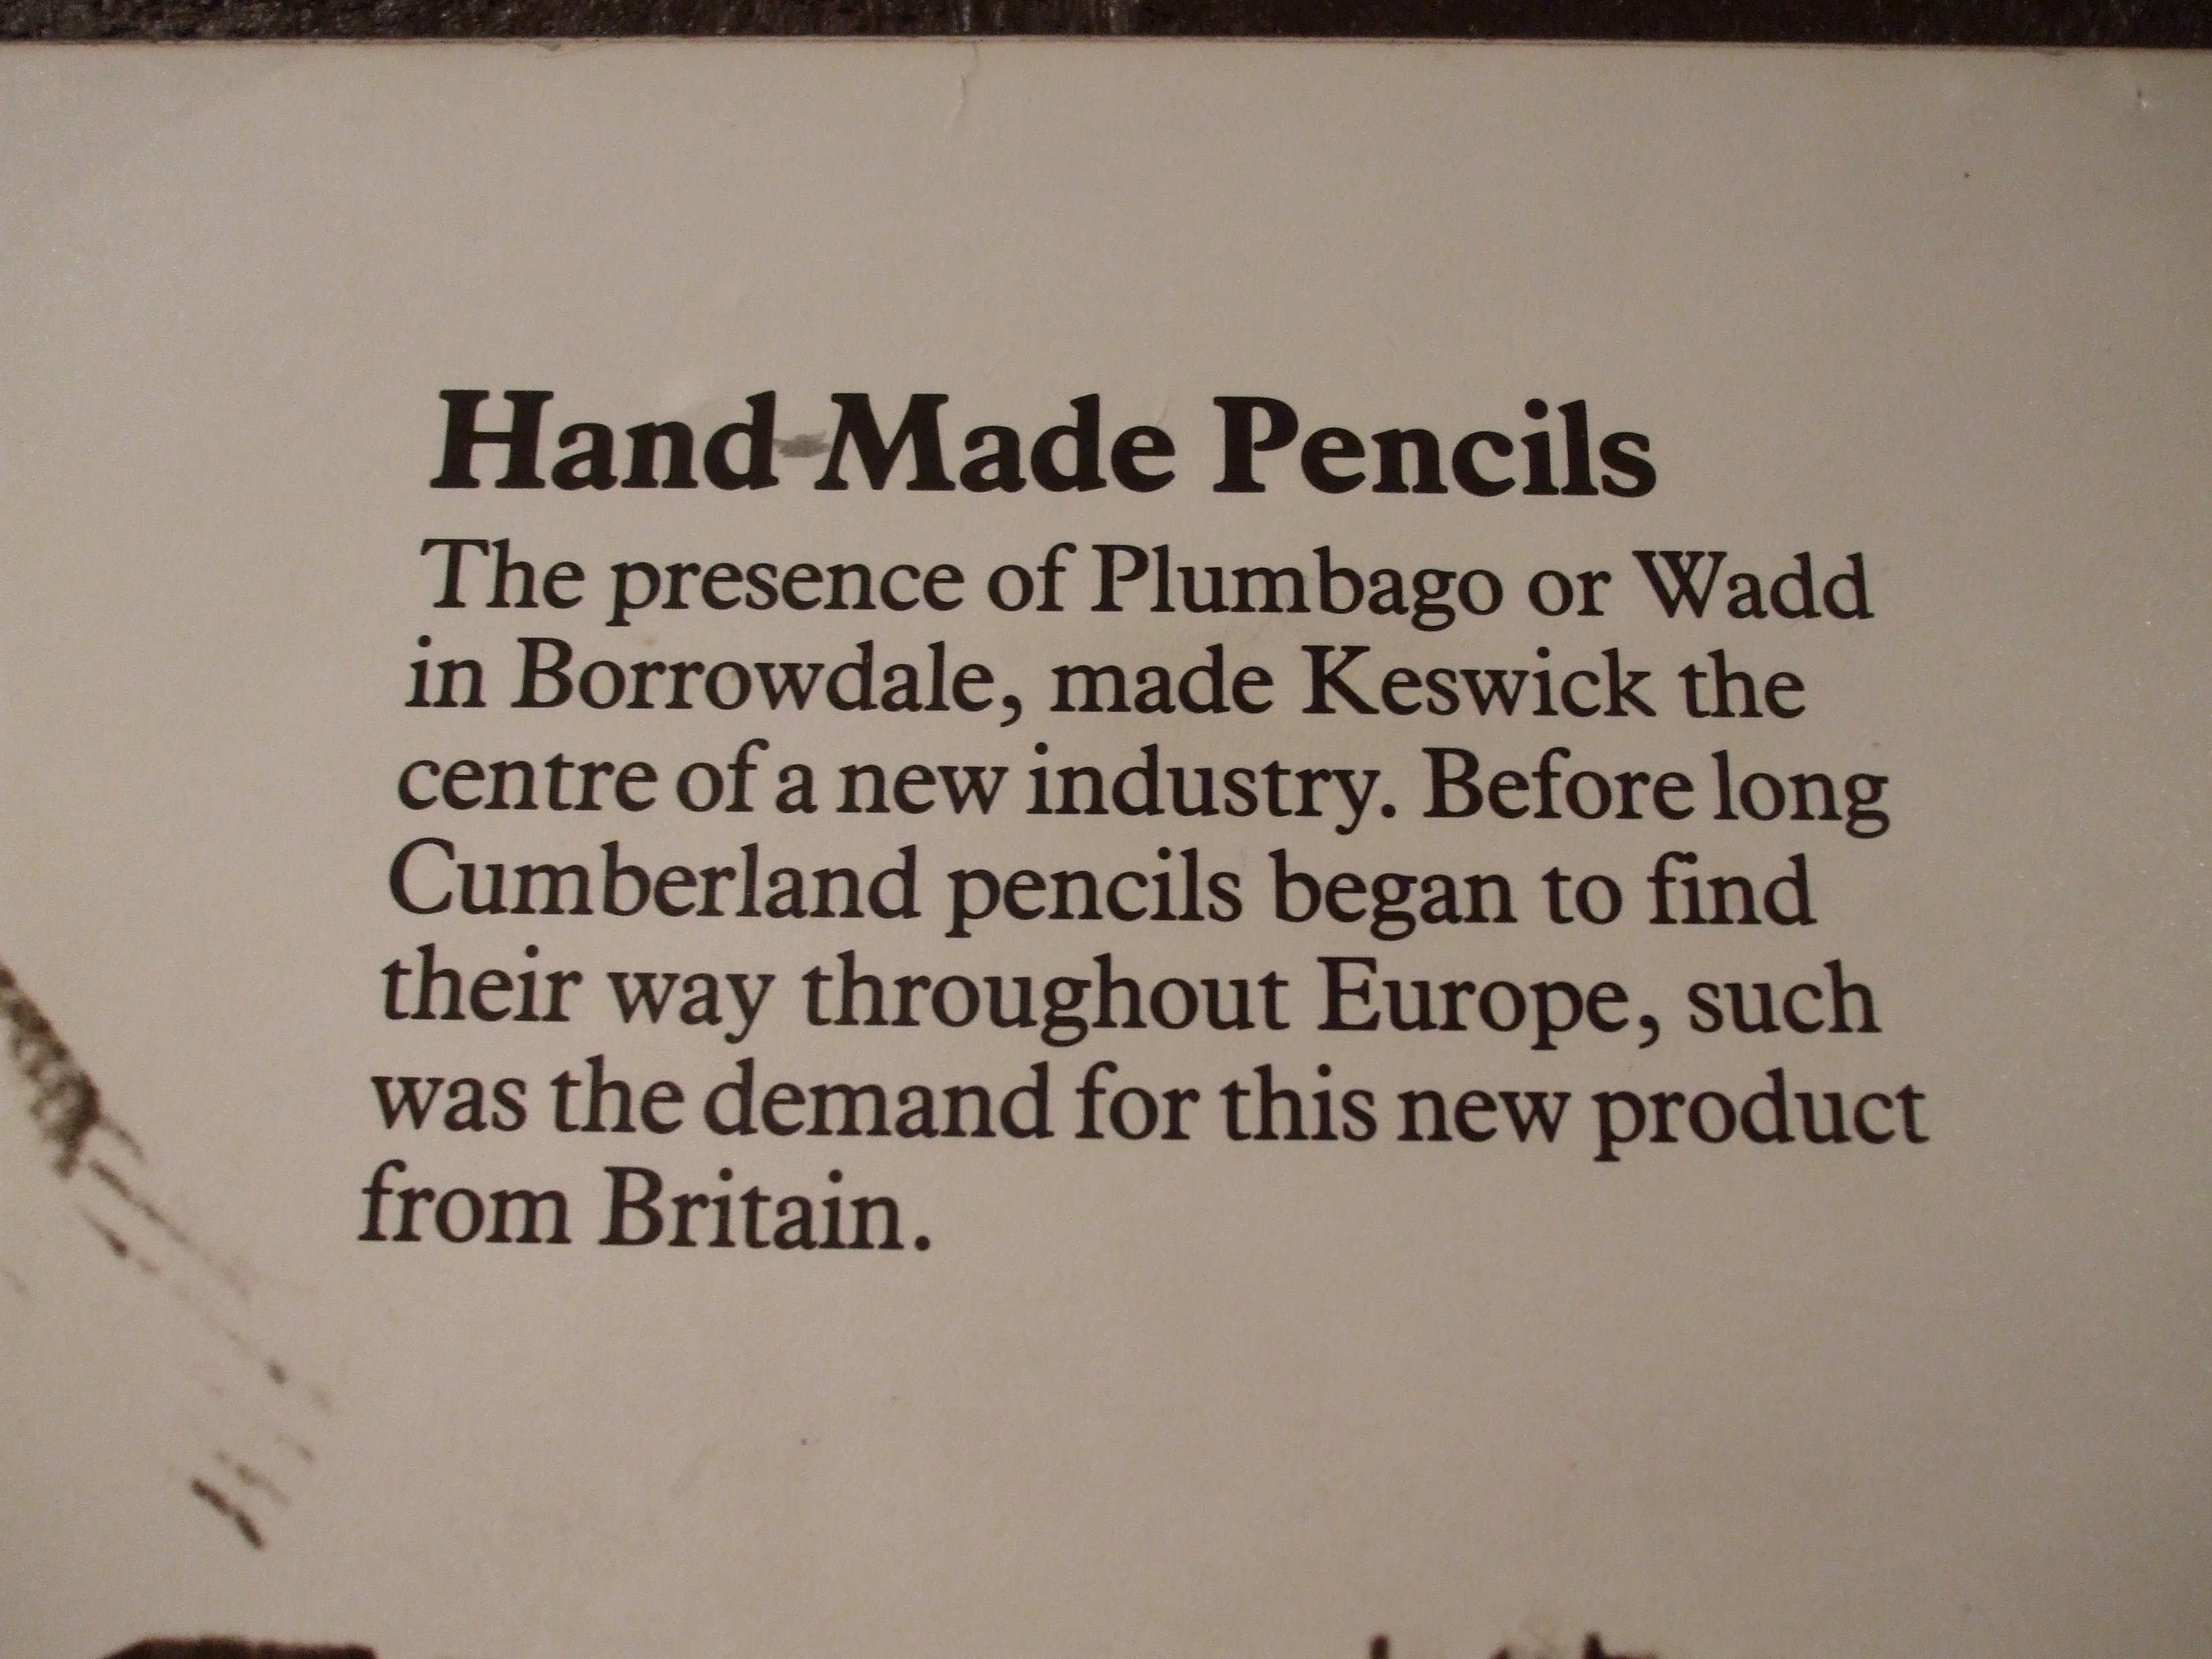 Hand Made Pencils
The presence of Plumbago or Wadd
in Borrowdale, made Keswick the
centre of a new industry. Before long
Cumberland pencils began to find
their way throughout Europe, such
was the demand for this new product
from Britain.